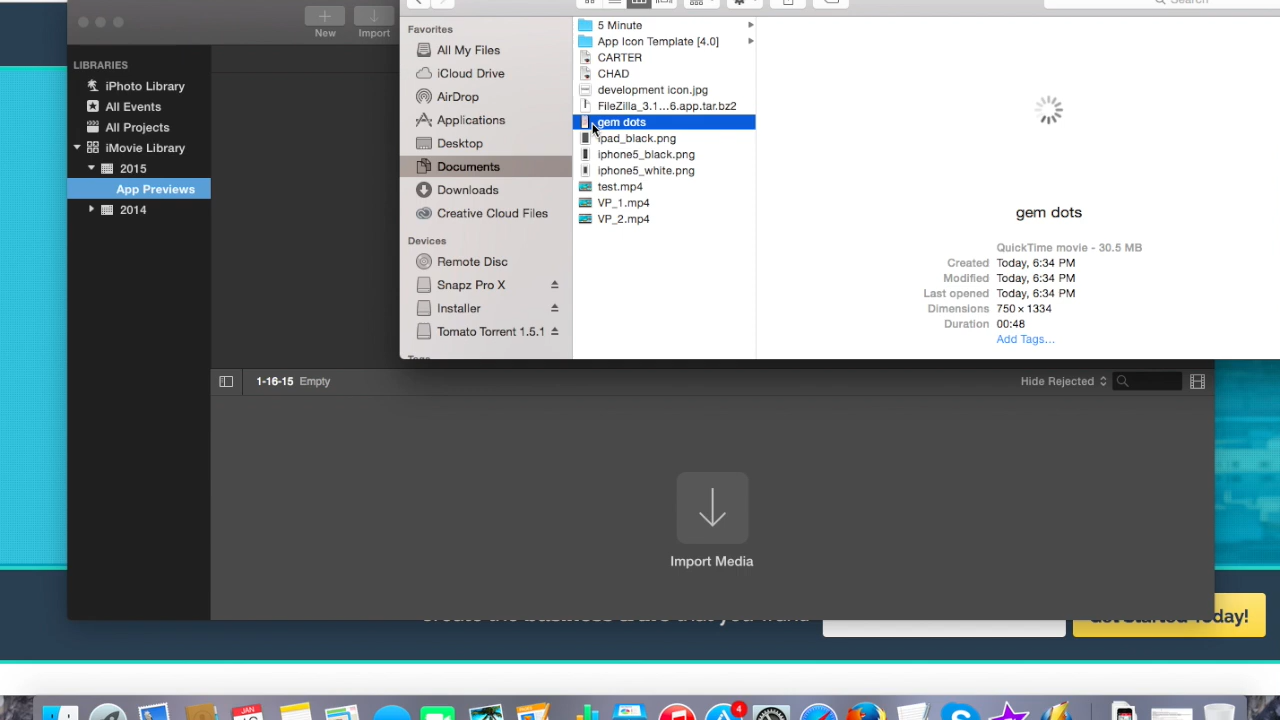 New
Import
Search
LIBRARIES
iPhoto Library
All Events
All Projects
iMovie Library
2015
App Previews
2014
Favorites
All My Files
iCloud Drive
AirDrop
Applications
Desktop
Documents
Downloads
Creative Cloud Files
Devices
Remote Disc
Snapz Pro X
Installer
Tomato Torrent 1.5.1
Tags
5 Minute
App Icon Template [4.0]
CARTER
CHAD
development icon.jpg
FileZilla_3.1...6.app.tar.bz2
gem dots
ipad_black.png
iphone5_black.png
iphone5_white.png
test.mp4
VP_1.mp4
VP_2.mp4
gem dots
QuickTime movie - 30.5 MB
Created Today, 6:34 PM
Modified Today, 6:34 PM
Last opened Today, 6:34 PM
Dimensions 750 × 1334
Duration 00:48
Add Tags...
1-16-15 Empty
Hide Rejected
Import Media
Get Started Today!
JAN
4